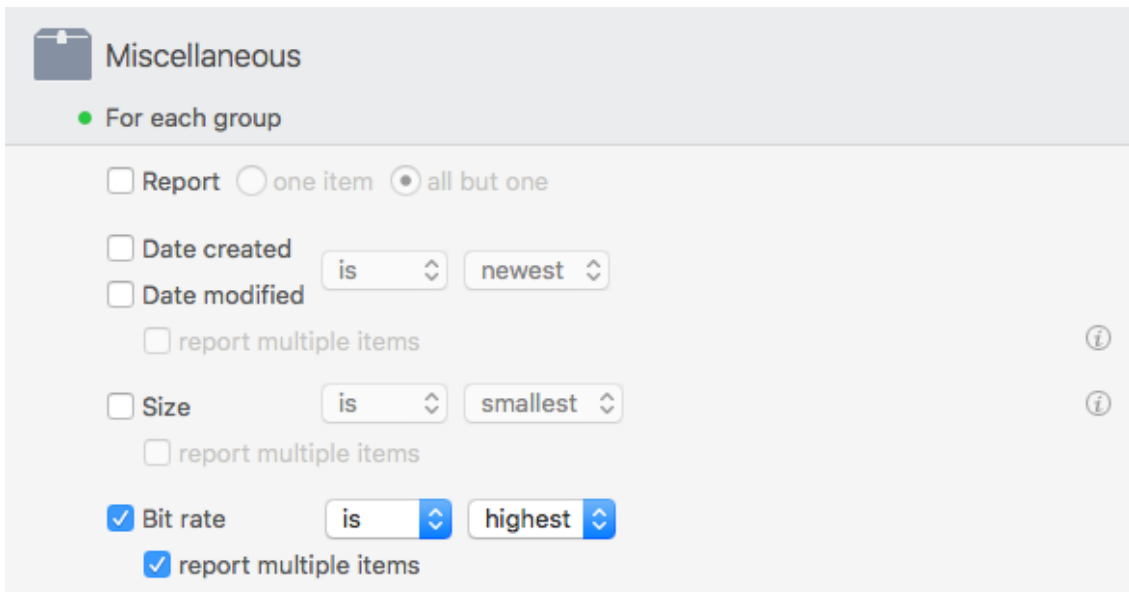 Miscellaneous
For each group
Report one item all but one
Date created
is newest
Date modified
report multiple items i
Size is smallest i
report multiple items
Bit rate is highest
report multiple items